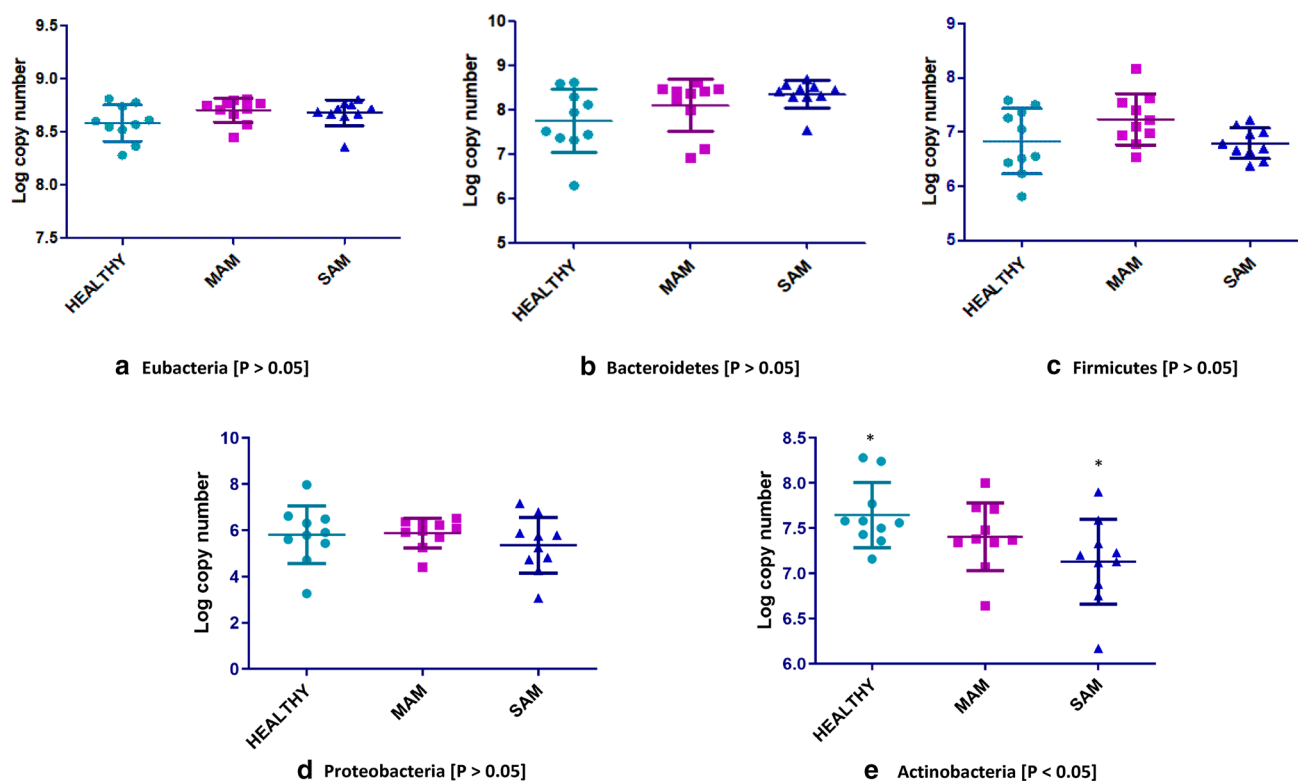 9.5
9.0
8.5
8.0
7.5
Log copy number
HEALTHY
MAM
SAM
a Eubacteria [P > 0.05]
10
9
8
7
6
5
Log copy number
HEALTHY
MAM
SAM
b Bacteroidetes [P > 0.05]
9
8
7
6
5
Log copy number
HEALTHY
MAM
SAM
c Firmicutes [P > 0.05]
10
8
6
4
2
0
Log copy number
HEALTHY
MAM
SAM
d Proteobacteria [P > 0.05]
8.5
8.0
7.5
7.0
6.5
6.0
Log copy number
*
*
HEALTHY
MAM
SAM
e Actinobacteria [P < 0.05]